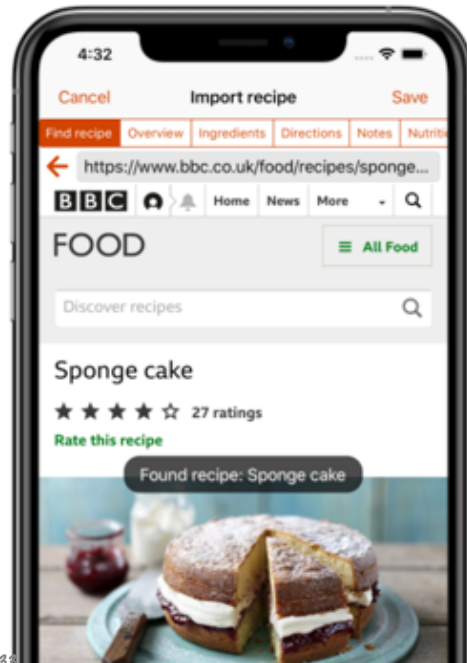 4:32
Cancel Import recipe Save
Find recipe Overview Ingredients Directions Notes Nutriti
https://www.bbc.co.uk/food/recipes/sponge...
BBC Home News More
FOOD
All Food
Discover recipes
Sponge cake
27 ratings
Rate this recipe
Found recipe: Sponge cake